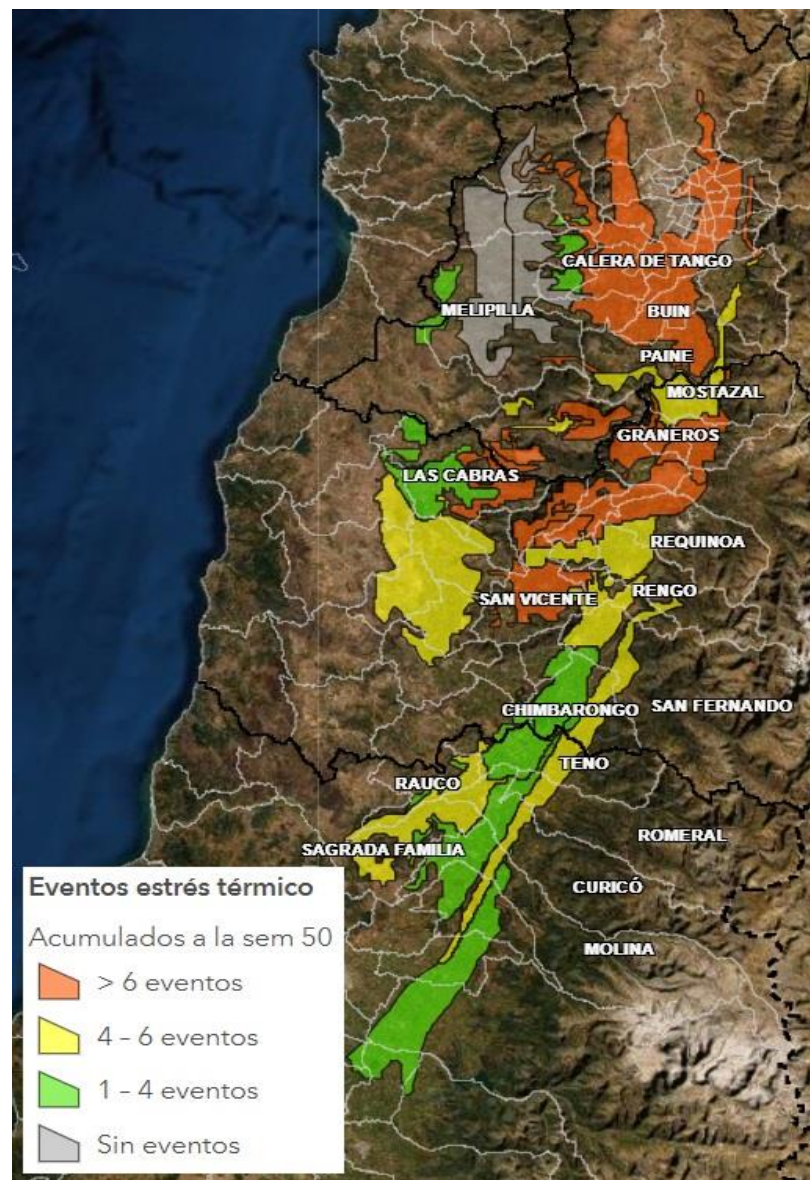 CALERA DE TANGO
MELIPILLA
BUIN
PAINE
MOSTAZAL
GRANEROS
LAS CABRAS
REQUINOA
RENGO
SAN VICENTE
SAN FERNANDO
CHIMBARONGO
TENO
RAUCO
ROMERAL
SAGRADA FAMILIA
CURICÓ
MOLINA
Eventos estrés térmico
Acumulados a la sem 50
> 6 eventos
4 - 6 eventos
1 - 4 eventos
Sin eventos